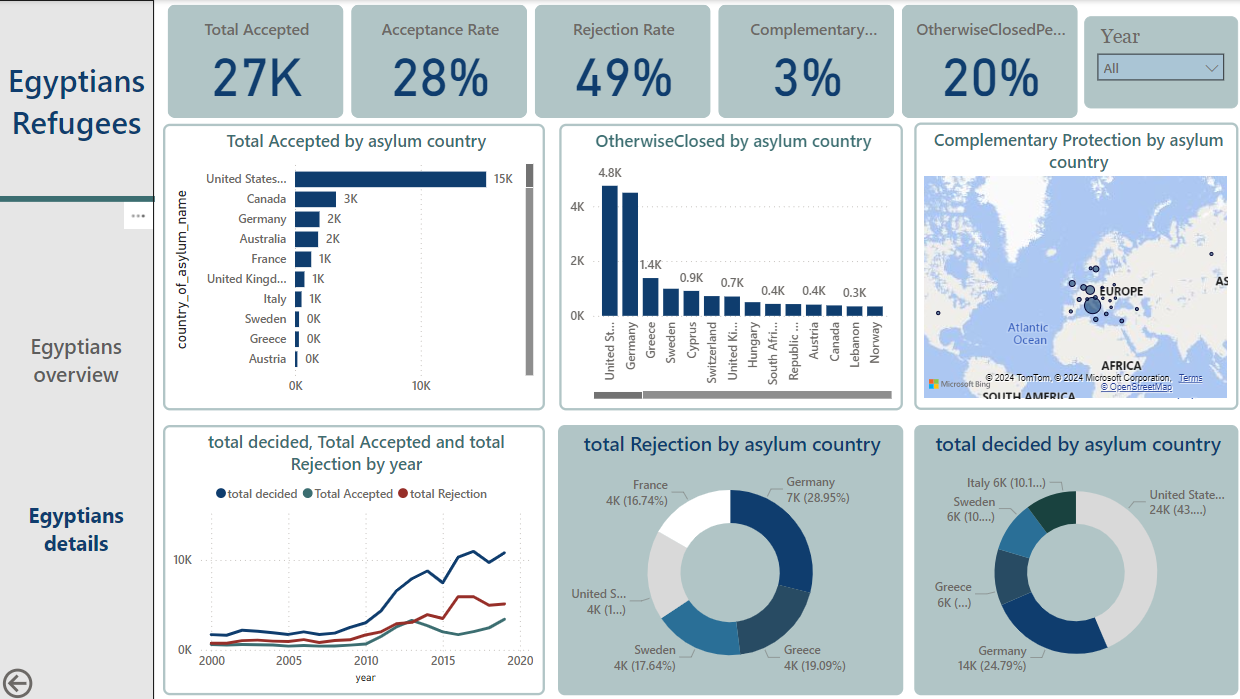 Egyptians
Refugees
Egyptians
overview
Egyptians
details
Total Accepted
27K
Acceptance Rate
28%
Rejection Rate
49%
Complementary...
3%
OtherwiseClosedPe...
20%
Year
All
Total Accepted by asylum country
country_of_asylum_name
United States... 15K
Canada 3K
Germany 2K
Australia 2K
France 1K
United Kingd... 1K
Italy 1K
Sweden 0K
Greece 0K
Austria 0K
0K 10K
OtherwiseClosed by asylum country
4K
2K
0K
4.8K 1.4K 0.9K 0.7K 0.4K 0.4K 0.3K
United St...
Germany
Greece
Sweden
Cyprus
Switzerland
United Ki...
Hungary
South Afri...
Republic ...
Austria
Canada
Lebanon
Norway
Complementary Protection by asylum
country
EUROPE
AS
Atlantic
Ocean
AFRICA
© 2024 TomTom, © 2024 Microsoft Corporation, Terms
Microsoft Bing
© OpenStreetMap
SOUTH AMERICA
total decided, Total Accepted and total
Rejection by year
total decided Total Accepted total Rejection
10K
0K
2000 2005 2010 2015 2020
year
total Rejection by asylum country
France
4K (16.74%)
Germany
7K (28.95%)
United S...
4K (1...)
Sweden
4K (17.64%)
Greece
4K (19.09%)
total decided by asylum country
Italy 6K (10.1...)
Sweden
6K (10....)
United State...
24K (43....)
Greece
6K (...)
Germany
14K (24.79%)